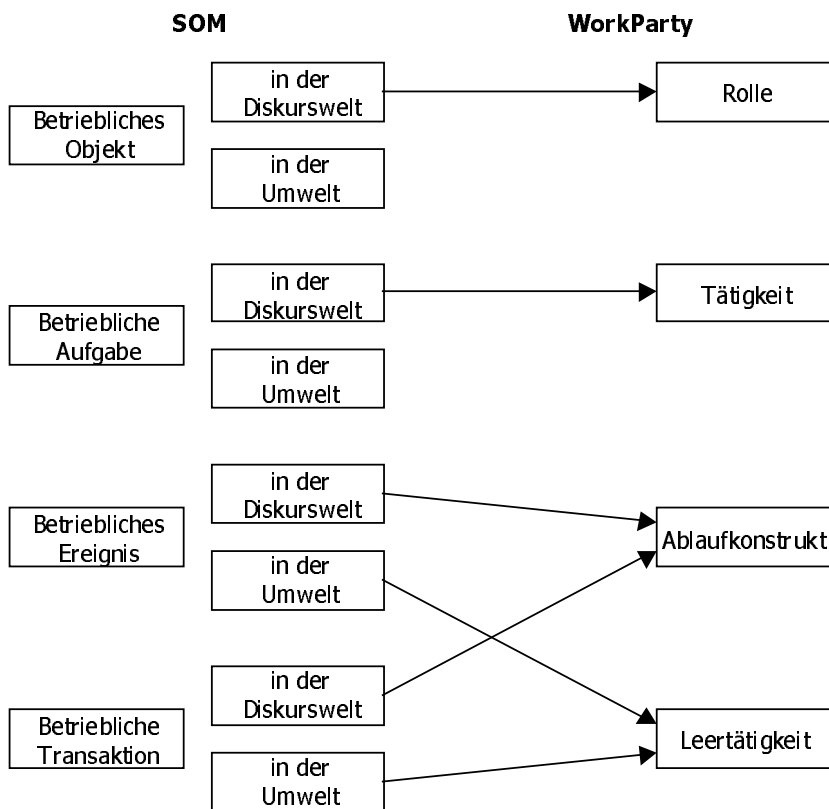 SOM
WorkParty
in der
Diskurswelt
Rolle
Betriebliches
Objekt
in der
Umwelt
in der
Diskurswelt
Tätigkeit
Betriebliche
Aufgabe
in der
Umwelt
in der
Diskurswelt
Betriebliches
Ereignis
Ablaufkonstrukt
in der
Umwelt
in der
Diskurswelt
Betriebliche
Transaktion
Leertätigkeit
in der
Umwelt